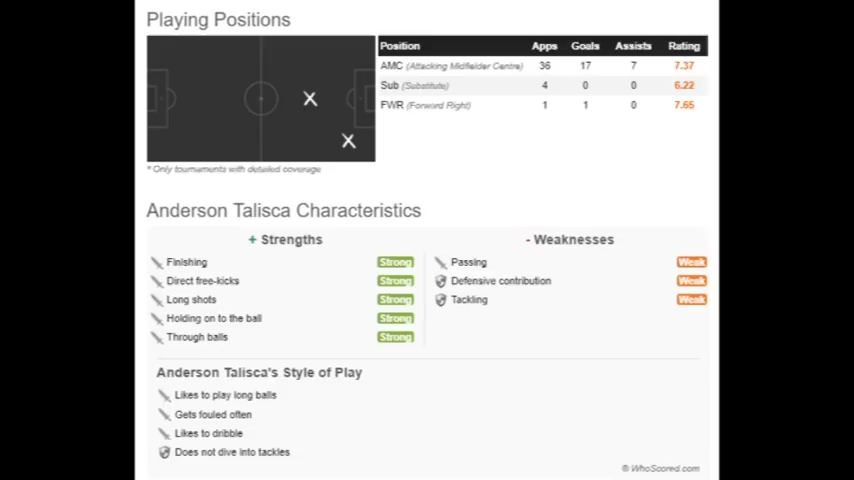 Playing Positions
Position Apps Goals Assists Rating
AMC (Attacking Midfielder Centre) 36 17 7 7.37
Sub (Substitute) 4 0 0 6.22
FWR (Forward Right) 1 1 0 7.65
* Only tournaments with detailed coverage
Anderson Talisca Characteristics
+ Strengths
Finishing Strong
Direct free-kicks Strong
Long shots Strong
Holding on to the ball Strong
Through balls Strong
- Weaknesses
Passing Weak
Defensive contribution Weak
Tackling Weak
Anderson Talisca's Style of Play
Likes to play long balls
Gets fouled often
Likes to dribble
Does not dive into tackles
® WhoScored.com